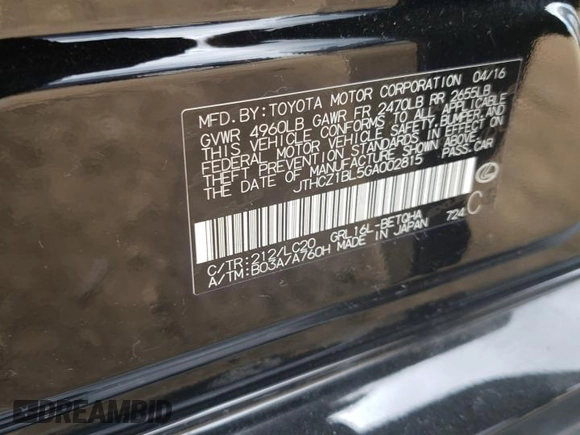 MFD. BY: TOYOTA MOTOR CORPORATION 04/16
GVWR 4960LB GAWR FR 2470LB RR 2655LB
THIS VEHICLE CONFORMS TO ALL APPLICABLE
FEDERAL MOTOR VEHICLE SAFETY, BUMPER, AND
THEFT PREVENTION STANDARDS IN EFFECT ON
THE DATE OF MANUFACTURE SHOWN ABOVE.
JTHCZ1BL5GA002815 PASS. CAR
C/TR: 212/LC20 GRL16L-BETQHA 724 C
A/TM: B03A/A760H MADE IN JAPAN
DREAMBID